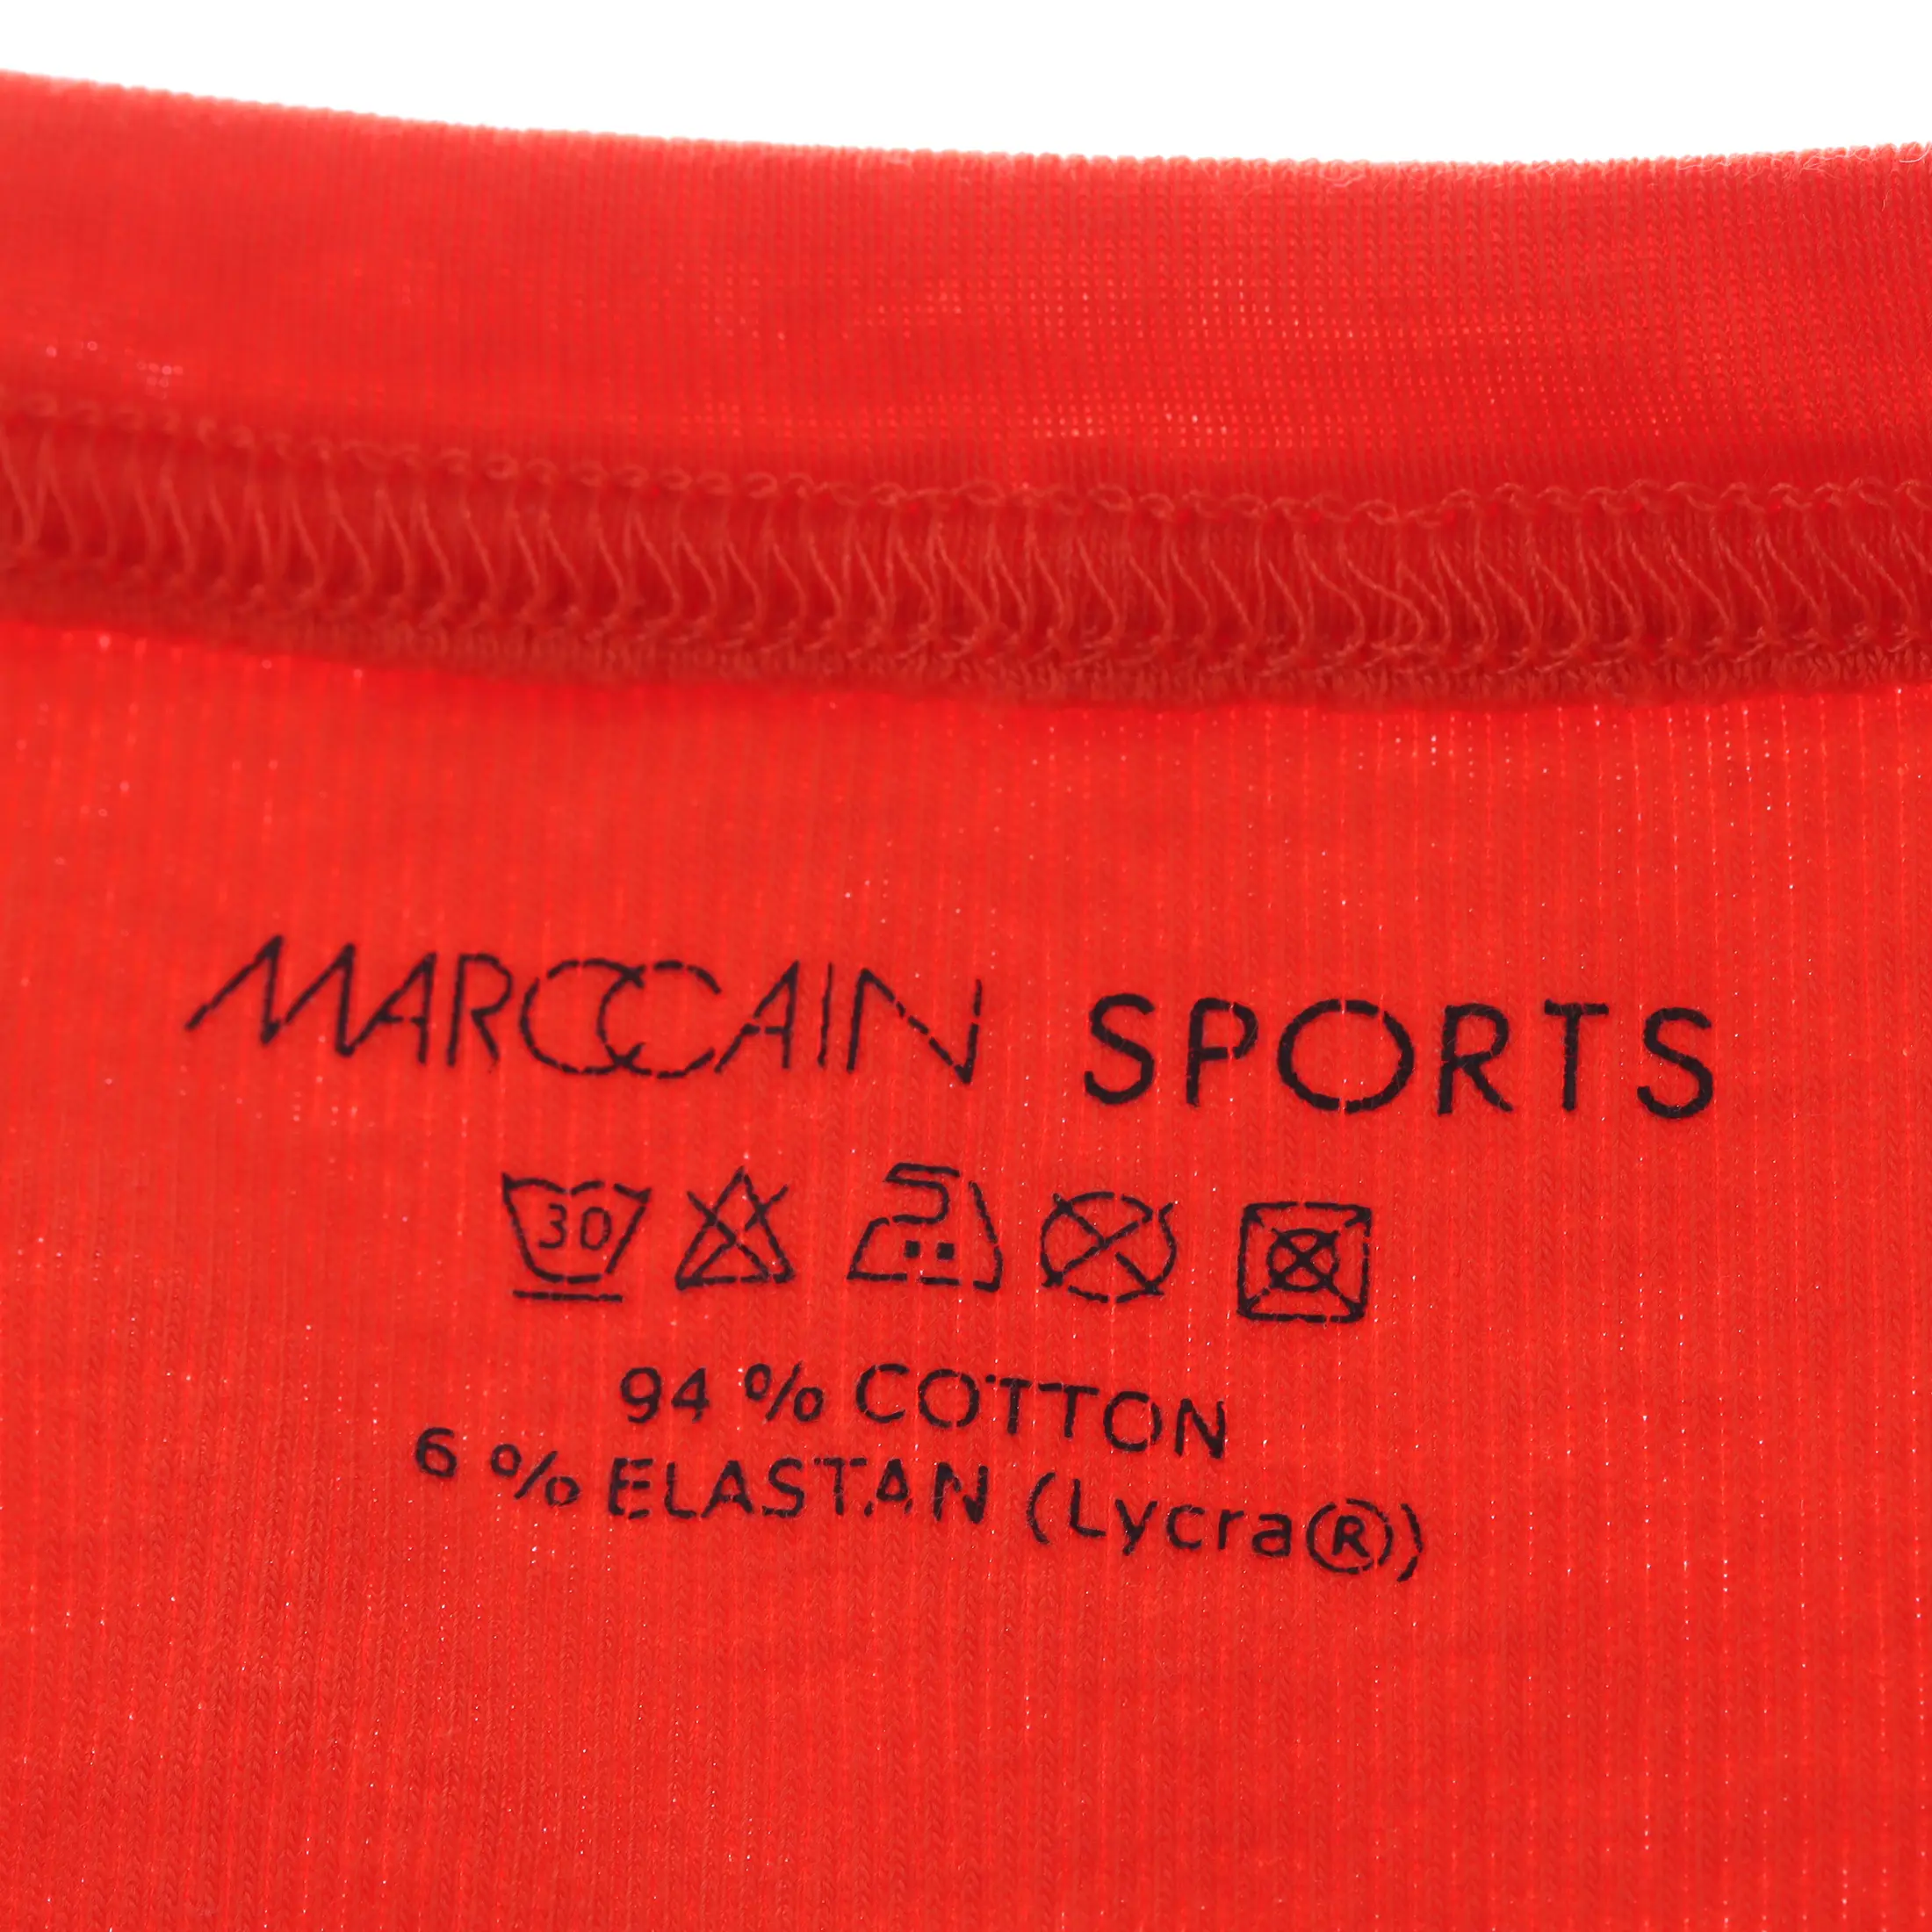 MARCCAIN SPORTS
30
94 % COTTON
6 % ELASTAN (Lycra®)